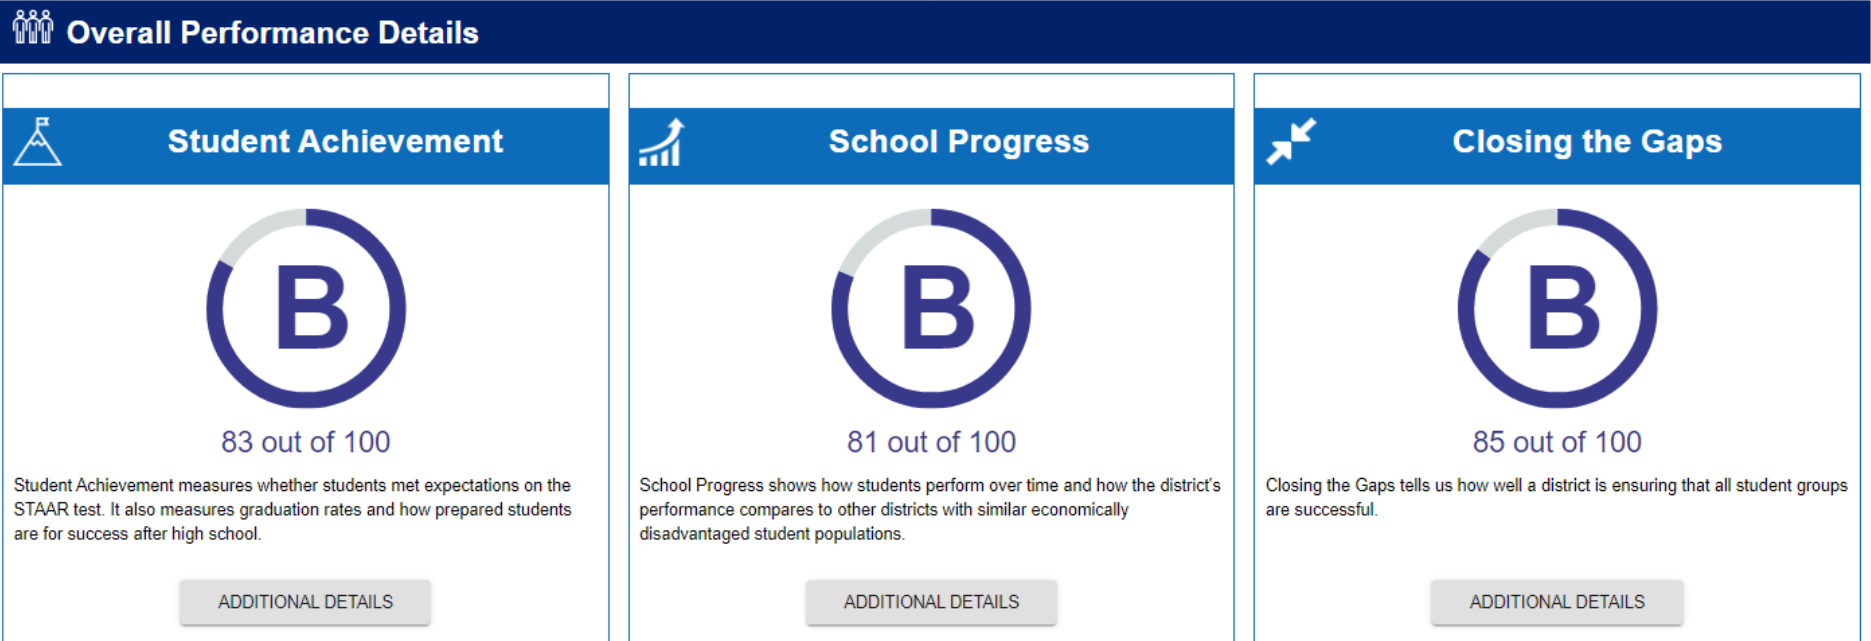 Overall Performance Details
Student Achievement
B
83 out of 100
Student Achievement measures whether students met expectations on the
STAAR test. It also measures graduation rates and how prepared students
are for success after high school.
ADDITIONAL DETAILS
School Progress
B
81 out of 100
School Progress shows how students perform over time and how the district's
performance compares to other districts with similar economically
disadvantaged student populations.
ADDITIONAL DETAILS
Closing the Gaps
B
85 out of 100
Closing the Gaps tells us how well a district is ensuring that all student groups
are successful.
ADDITIONAL DETAILS